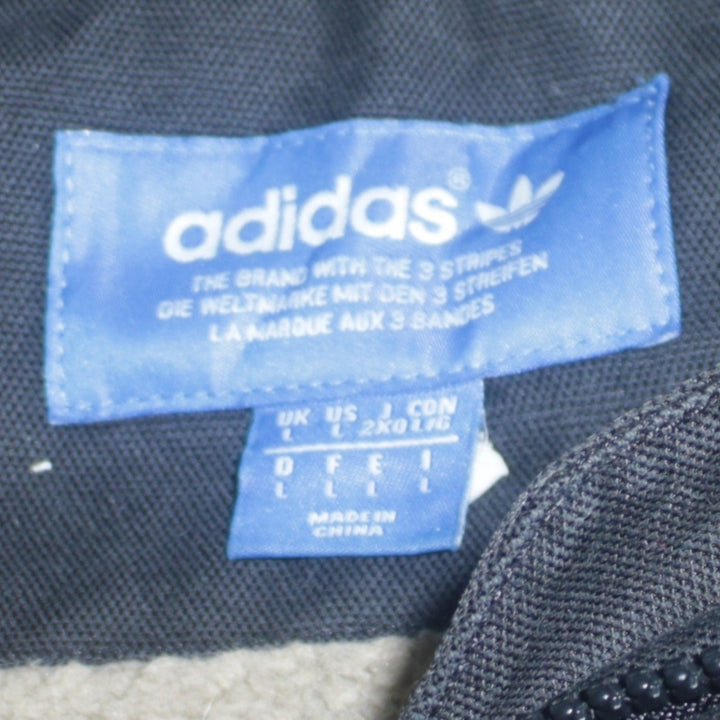 adidas®
THE BRAND WITH THE 3 STRIPES
DIE WELTMARKE MIT DEN 3 STREIFEN
LA MARQUE AUX 3 BANDES
UK US J CDN
L L 2XO L/G
D F E I
L L L L
MADE IN
CHINA